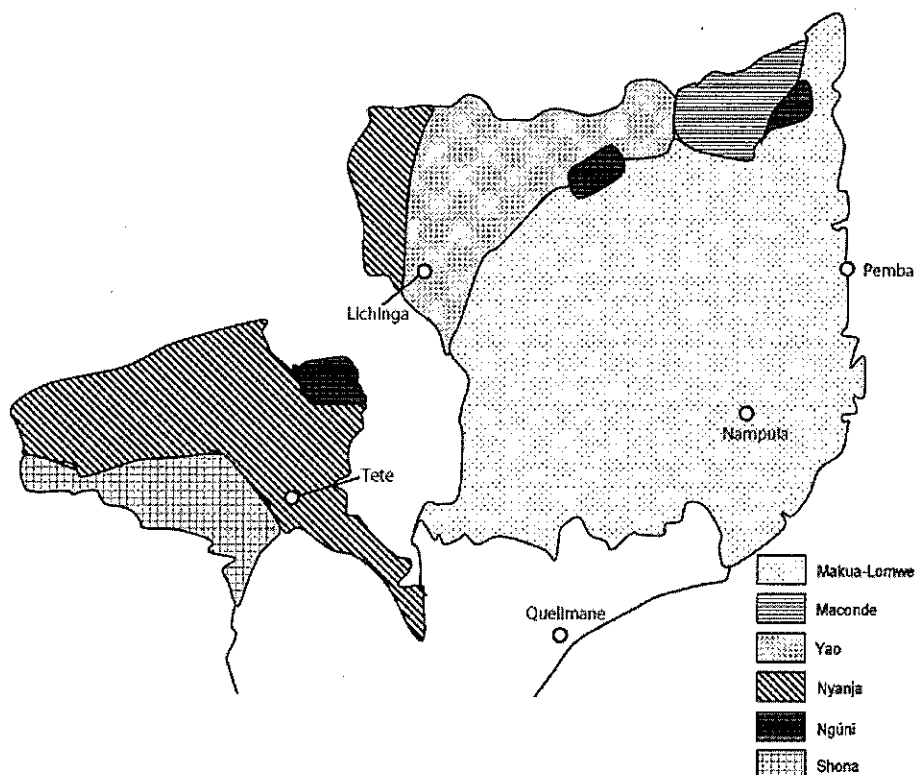 Pemba
Lichinga
Nampula
Tete
Quelimane
Makua-Lomwe
Maconde
Yao
Nyanja
Ngúni
Shona